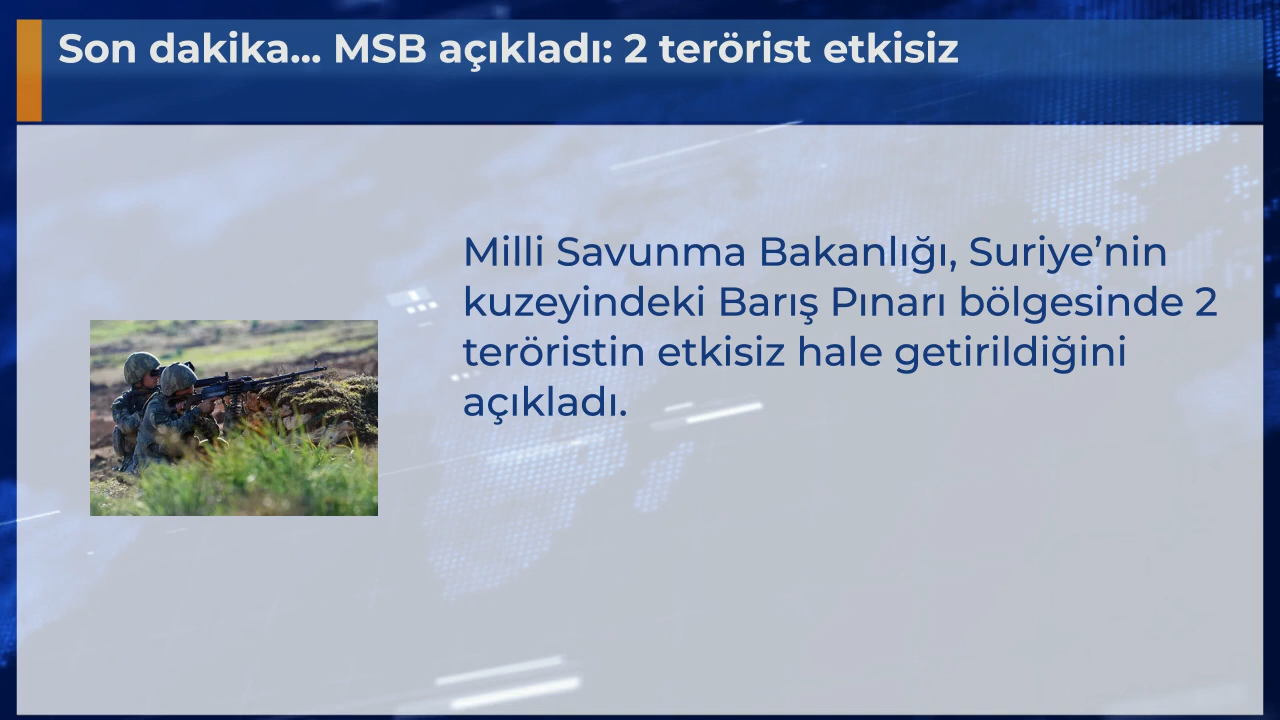 Son dakika... MSB açıkladı: 2 terörist etkisiz
Milli Savunma Bakanlığı, Suriye’nin
kuzeyindeki Barış Pınarı bölgesinde 2
teröristin etkisiz hale getirildiğini
açıkladı.